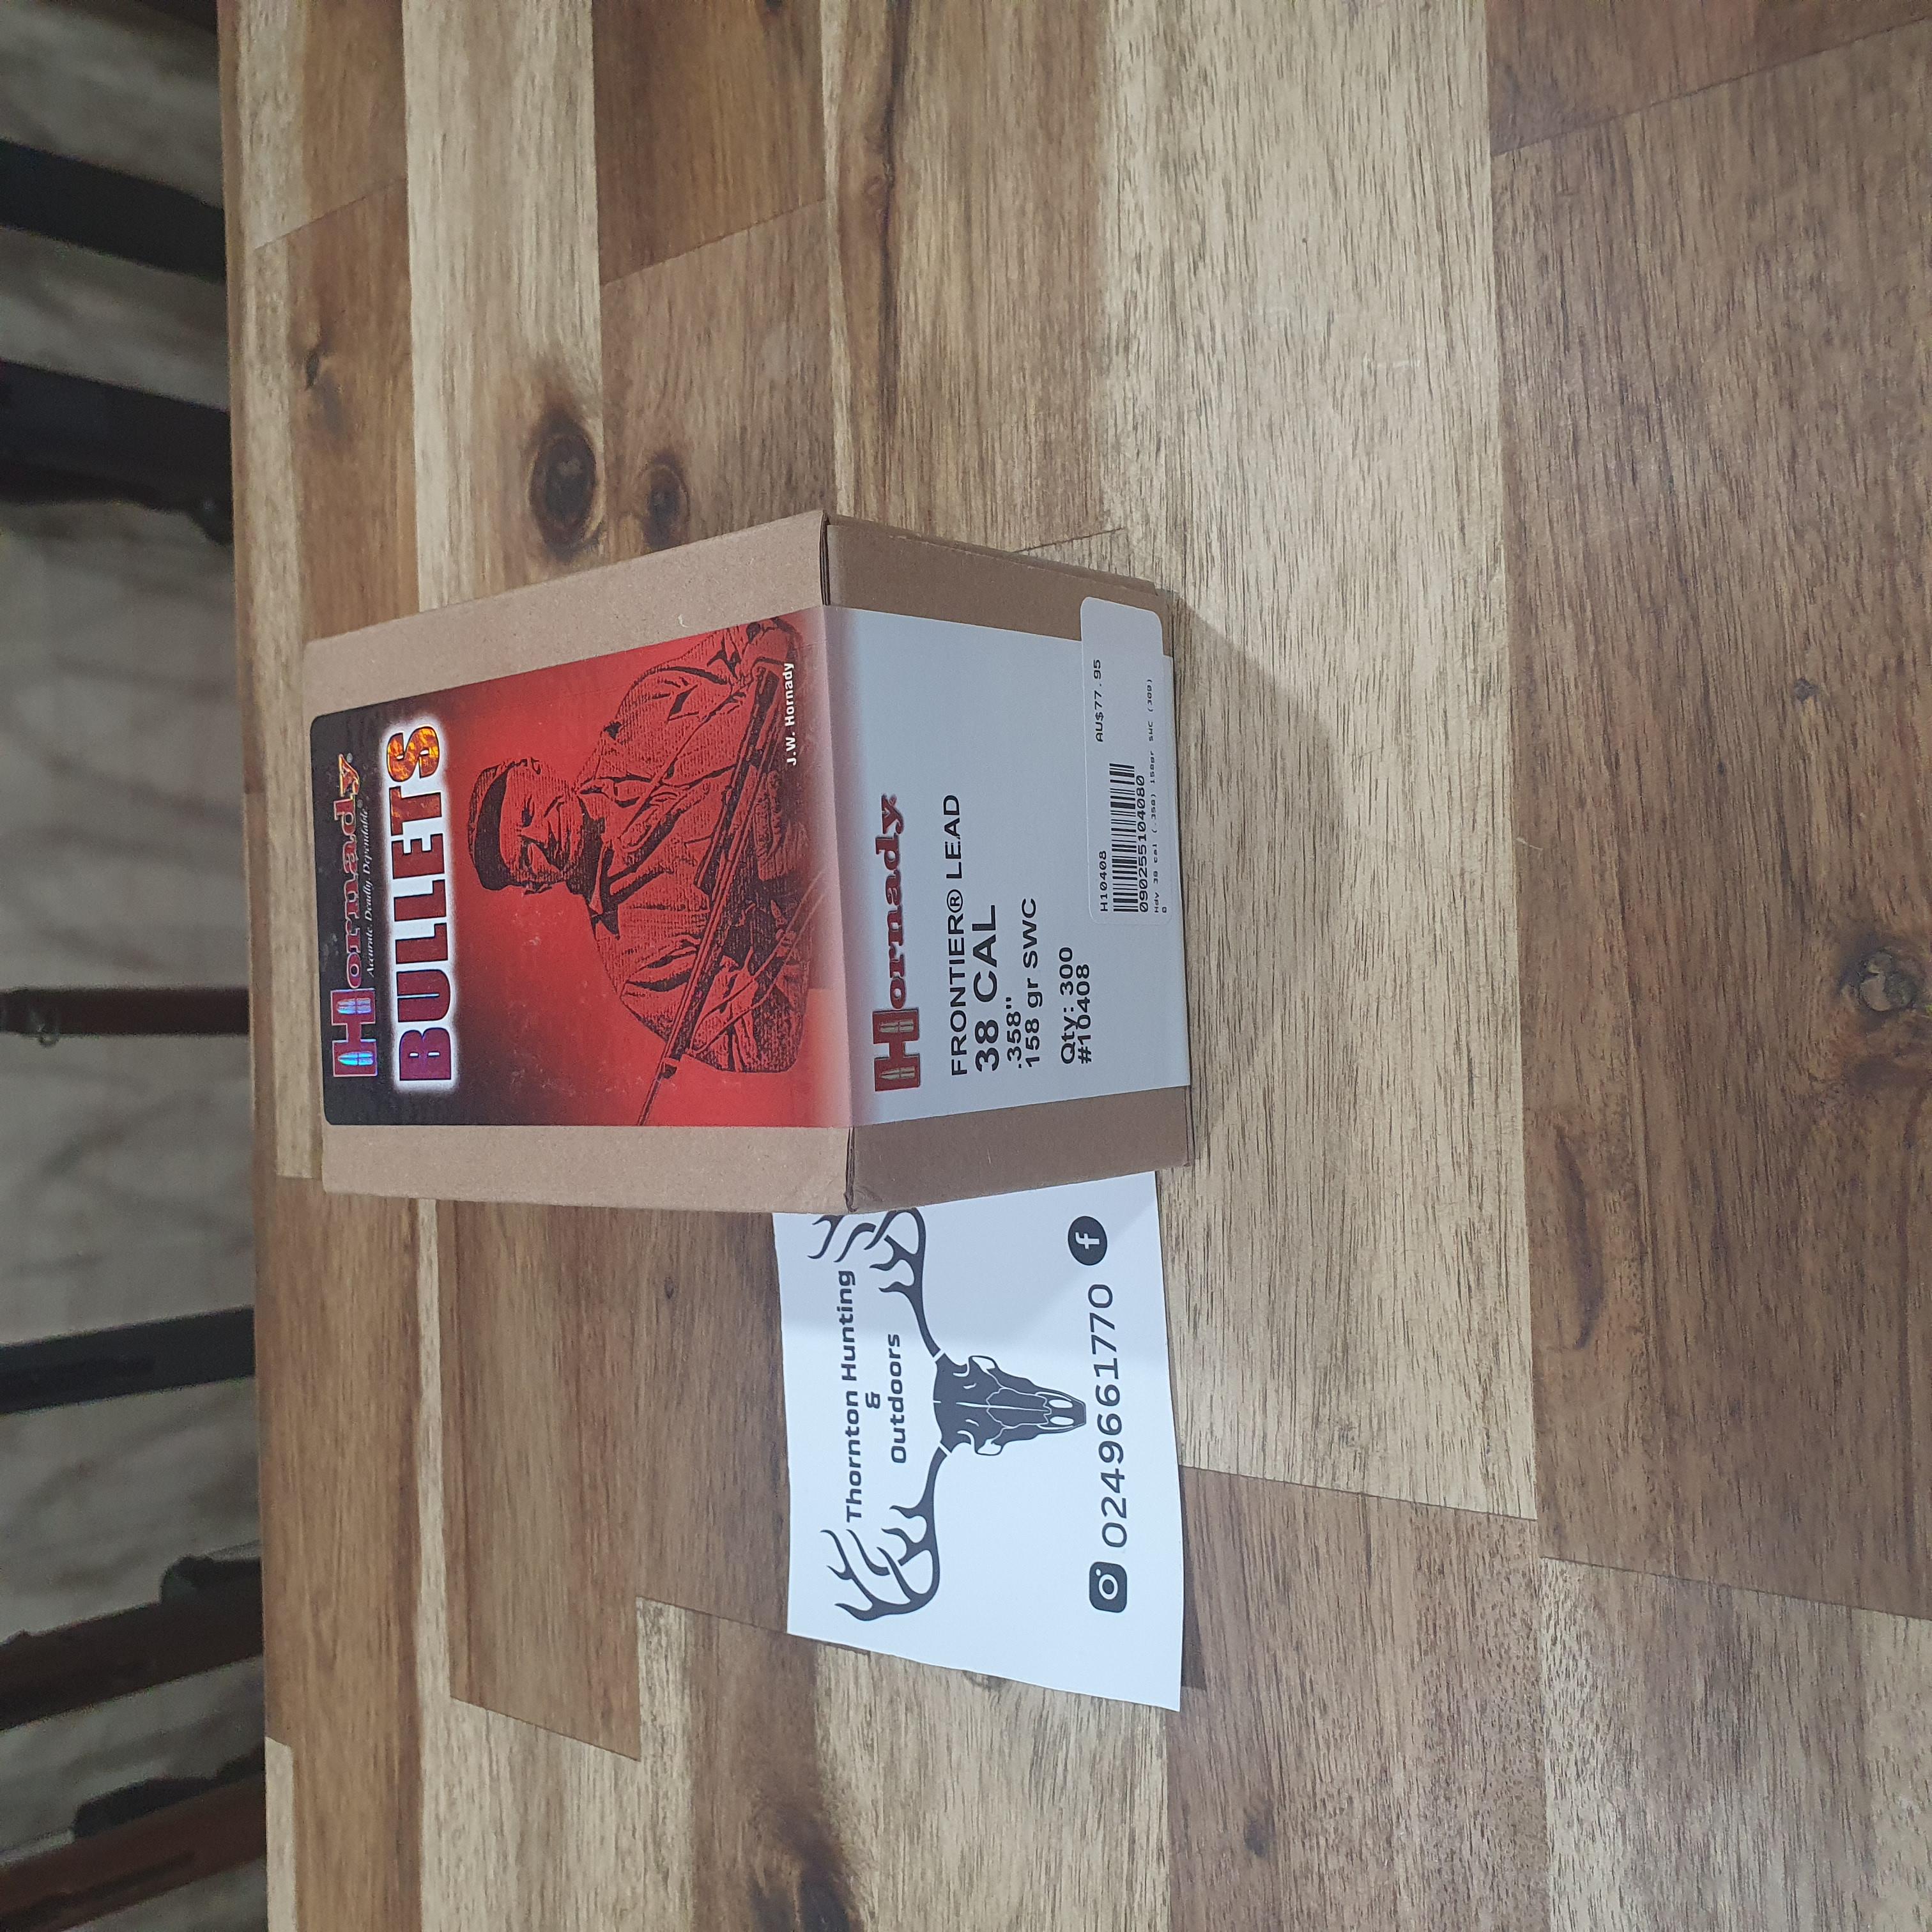 Hornady®
Accurate. Deadly. Dependable.®
BULLETS
J.W. Hornady
Hornady®
FRONTIER® LEAD
38 CAL
.358"
158 gr SWC
Qty: 300
#10408
H10408 AU$77.95
090255104080
Hdy 38 cal (.358) 158gr SWC (300)
Thornton Hunting
&
Outdoors
0249661770